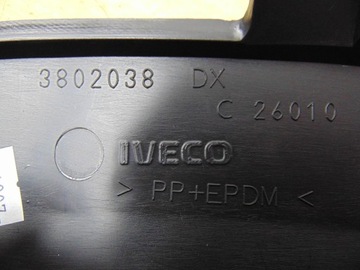 3802038 DX
C 26010
IVECO
> PP+EPDM <